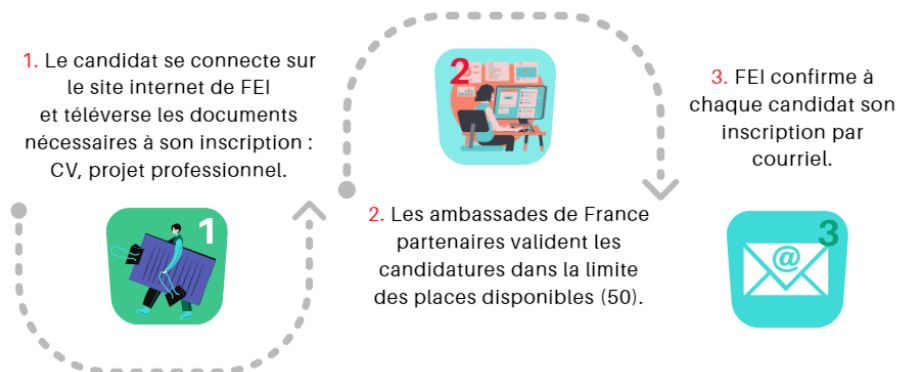 1. Le candidat se connecte sur
le site internet de FEI
et téléverse les documents
nécessaires à son inscription :
CV, projet professionnel.
1
2
2. Les ambassades de France
partenaires valident les
candidatures dans la limite
des places disponibles (50).
3. FEI confirme à
chaque candidat son
inscription par
courriel.
3
@